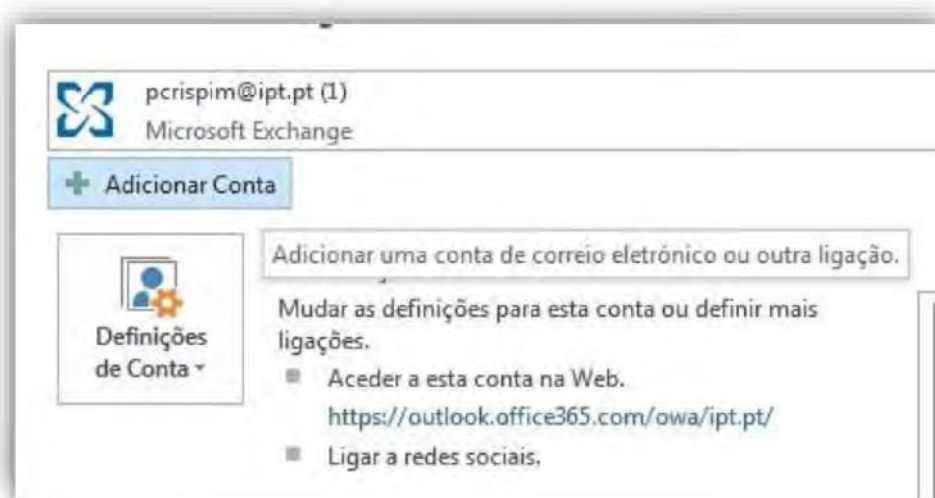 pcrispim@ipt.pt (1)
Microsoft Exchange
Adicionar Conta
Adicionar uma conta de correio eletrónico ou outra ligação.
Mudar as definições para esta conta ou definir mais
ligações.
Definições
de Conta
Aceder a esta conta na Web.
https://outlook.office365.com/owa/ipt.pt/
Ligar a redes sociais.